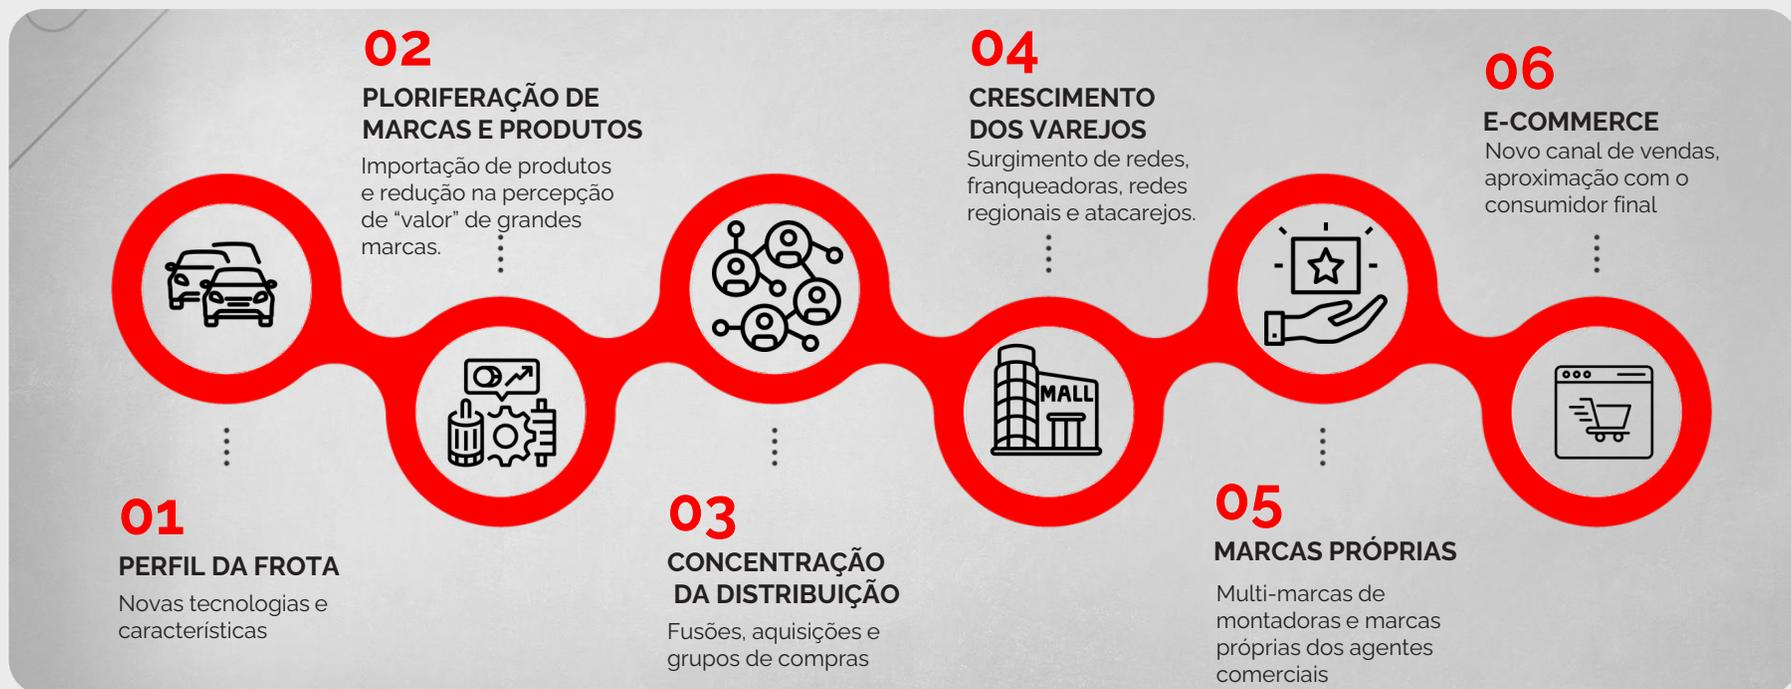 01
PERFIL DA FROTA
Novas tecnologias e
características
02
PLORIFERAÇÃO DE
MARCAS E PRODUTOS
Importação de produtos
e redução na percepção
de “valor” de grandes
marcas.
03
CONCENTRAÇÃO
DA DISTRIBUIÇÃO
Fusões, aquisições e
grupos de compras
04
CRESCIMENTO
DOS VAREJOS
Surgimento de redes,
franqueadoras, redes
regionais e atacarejos.
MALL
05
MARCAS PRÓPRIAS
Multi-marcas de
montadoras e marcas
próprias dos agentes
comerciais
06
E-COMMERCE
Novo canal de vendas,
aproximação com o
consumidor final